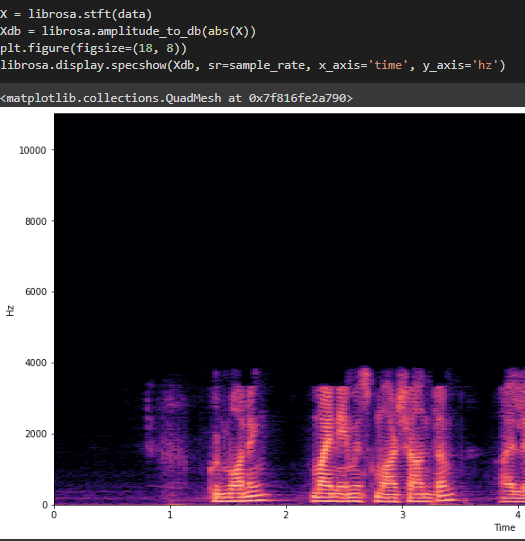 X = librosa.stft(data)
Xdb = librosa.amplitude_to_db(abs(X))
plt.figure(figsize=(18, 8))
librosa.display.specshow(Xdb, sr=sample_rate, x_axis='time', y_axis='hz')
<matplotlib.collections.QuadMesh at 0x7f816fe2a790>
10000
8000
6000
Hz
4000
2000
0
0 1 2 3 4
Time